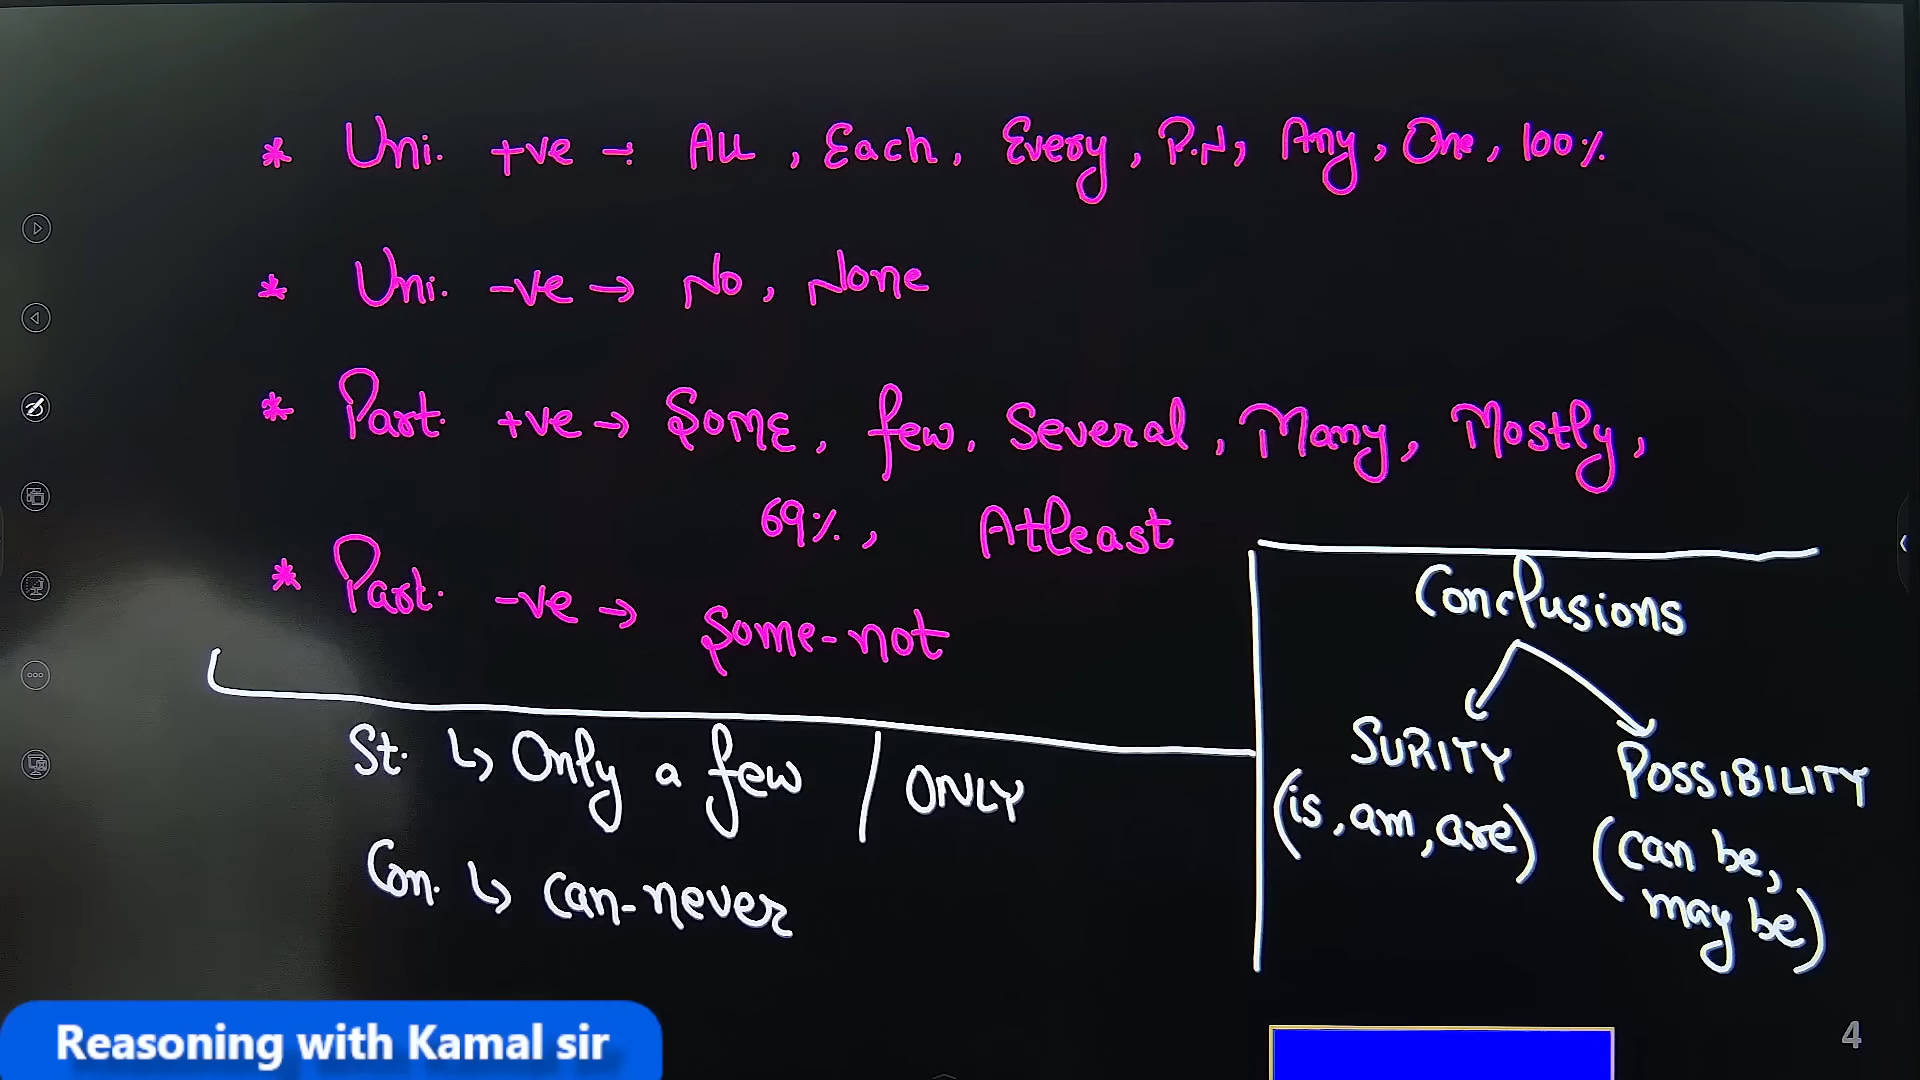 * Uni. +ve → All, Each, Every, P.N, Any, One, 100%
* Uni. -ve → No, None
* Part. +ve → Some, few, Several, Many, Mostly,
69%, Atleast
* Part. -ve → Some-not
St. ↳ Only a few | ONLY
Con. ↳ Can-never
Conclusions
SURITY
(is, am, are)
POSSIBILITY
(can be,
may be)
Reasoning with Kamal sir
4